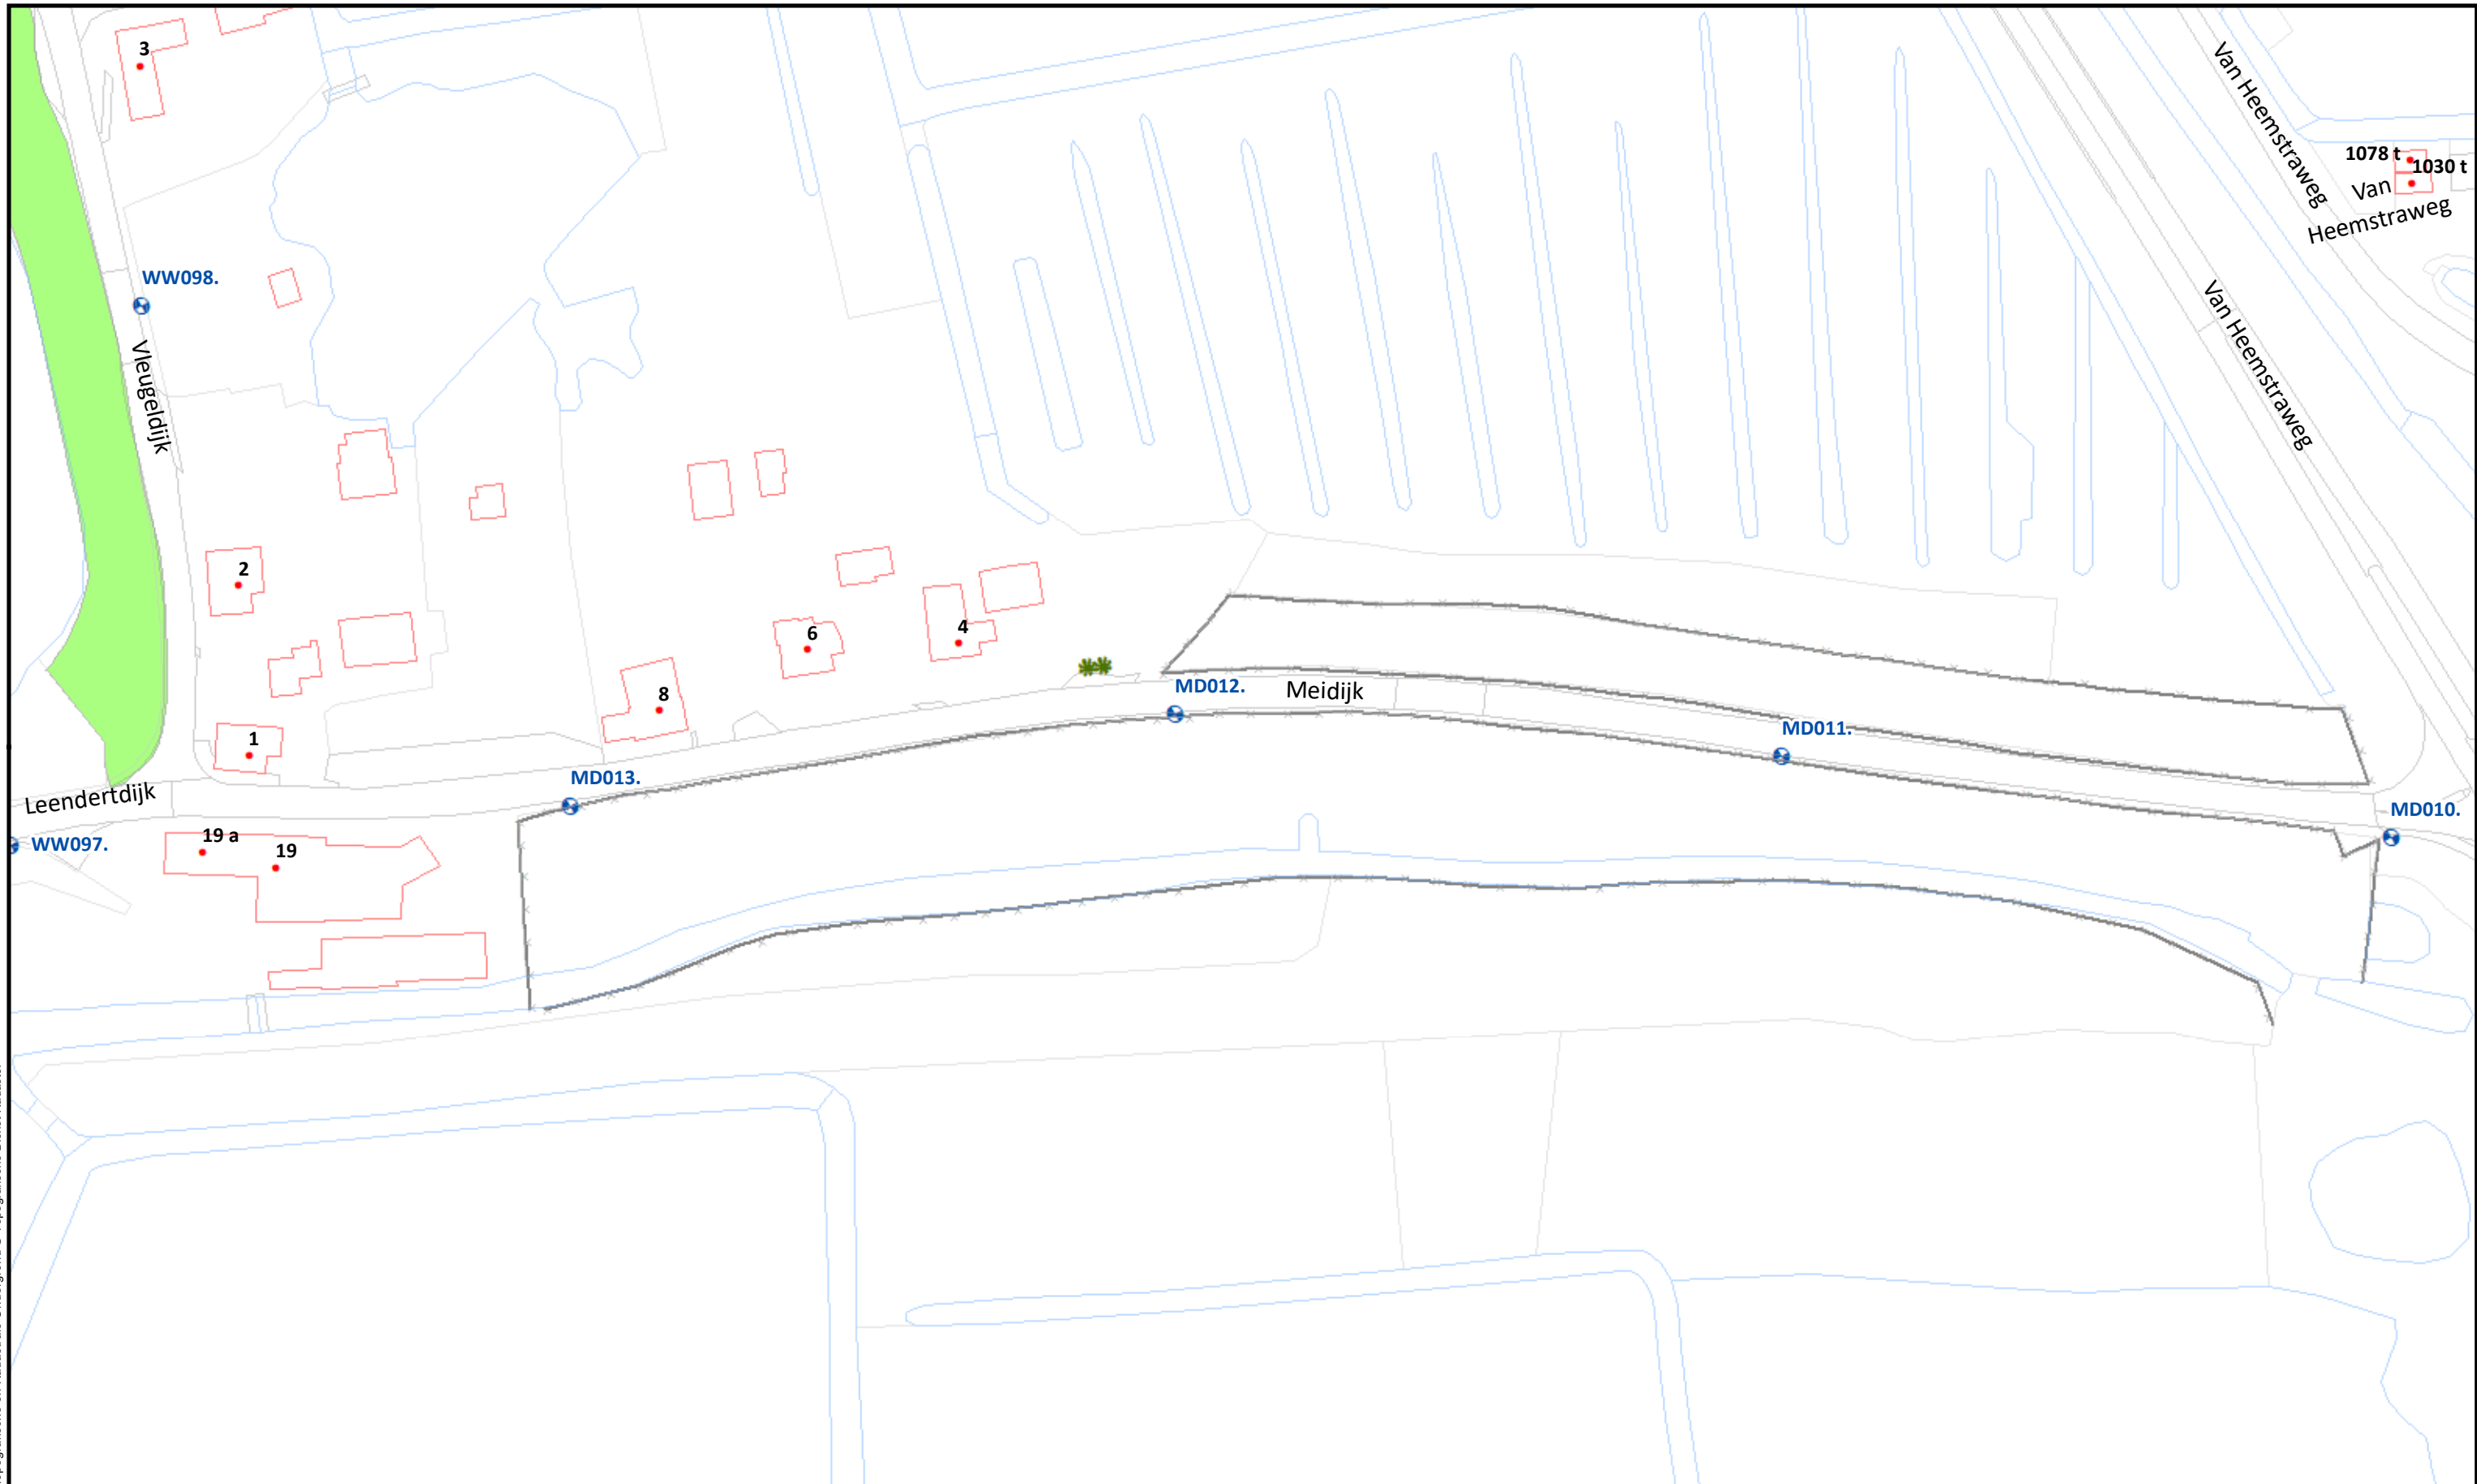 3
Van Heemstraweg
1078 t
1030 t
Van
Heemstraweg
WW098.
Vleugeldijk
Van Heemstraweg
2
6
4
8
MD012.
Meidijk
1
MD011.
MD013.
Leendertdijk
MD010.
19 a
19
WW097.